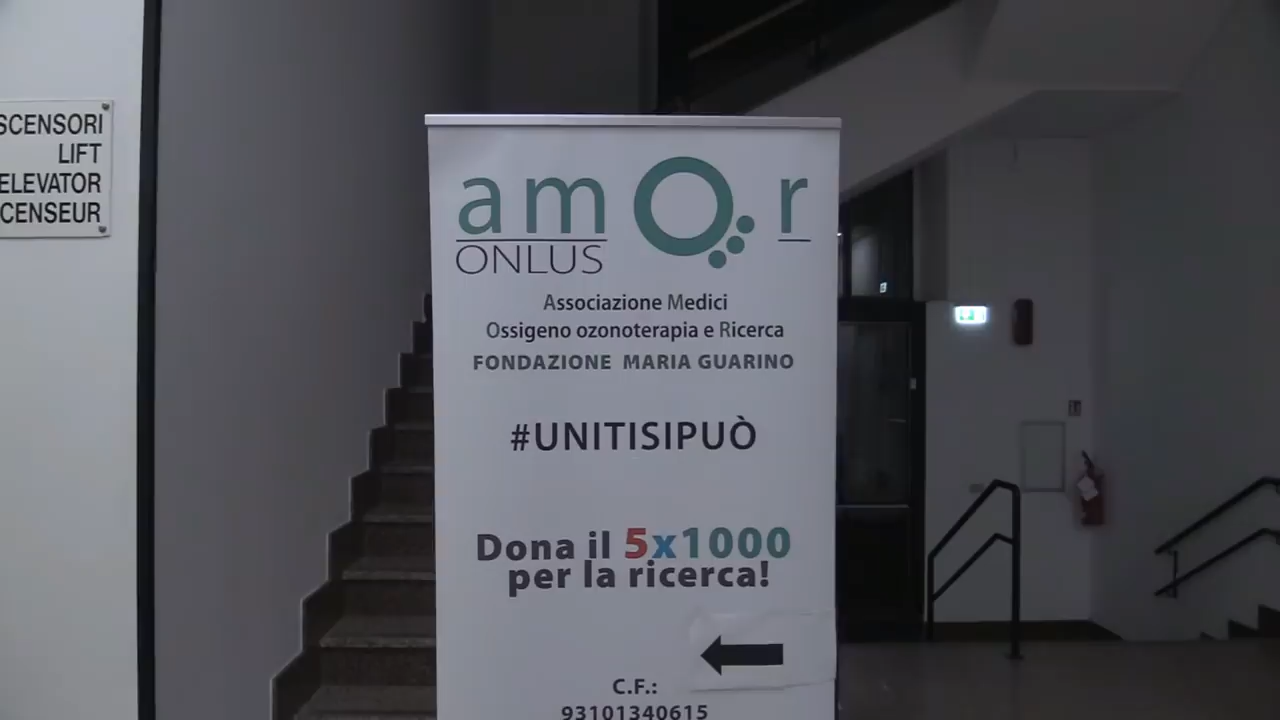 SCENSORI
LIFT
ELEVATOR
CENSEUR
amOr
ONLUS
Associazione Medici
Ossigeno ozonoterapia e Ricerca
FONDAZIONE MARIA GUARINO
#UNITISIPUÒ
Dona il 5x1000
per la ricerca!
C.F.:
93101340615